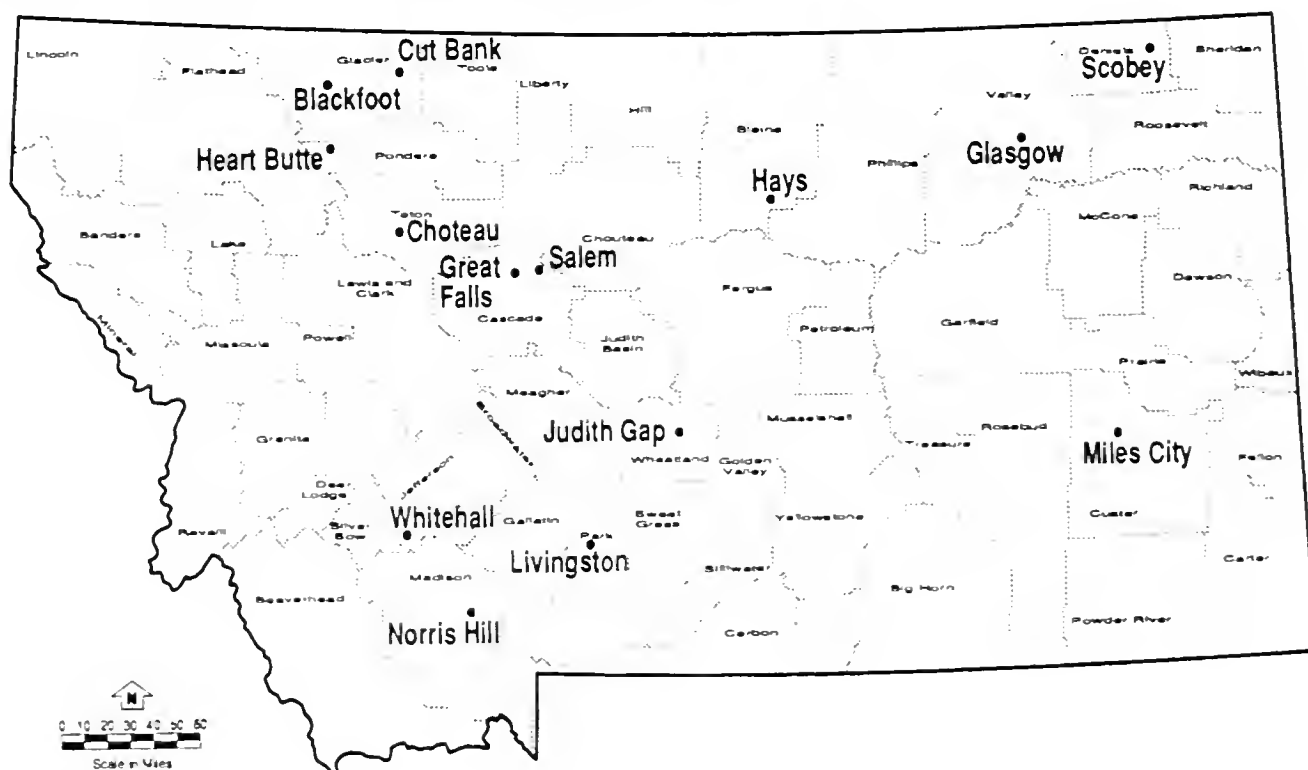 Lincoln
Flathead
Glacier
Cut Bank
Toole
Liberty
Hill
Blaine
Phillips
Valley
Daniels
Scobey
Sheridan
Roosevelt
Blackfoot
Heart Butte
Pondera
Hays
Glasgow
Richland
McCone
Sanders
Lake
Teton
Choteau
Chouteau
Lewis and
Clark
Great
Falls
Salem
Cascade
Fergus
Petroleum
Garfield
Dawson
Mineral
Missoula
Powell
Judith
Basin
Prairie
Wibaux
Meagher
Broadwater
Judith Gap
Musselshell
Treasure
Rosebud
Miles City
Fallon
Granite
Deer
Lodge
Jefferson
Wheatland
Golden
Valley
Ravalli
Silver
Bow
Whitehall
Gallatin
Park
Livingston
Sweet
Grass
Yellowstone
Custer
Carter
Beaverhead
Madison
Norris Hill
Stillwater
Carbon
Big Horn
Powder River
N
0 10 20 30 40 50 60
Scale in Miles